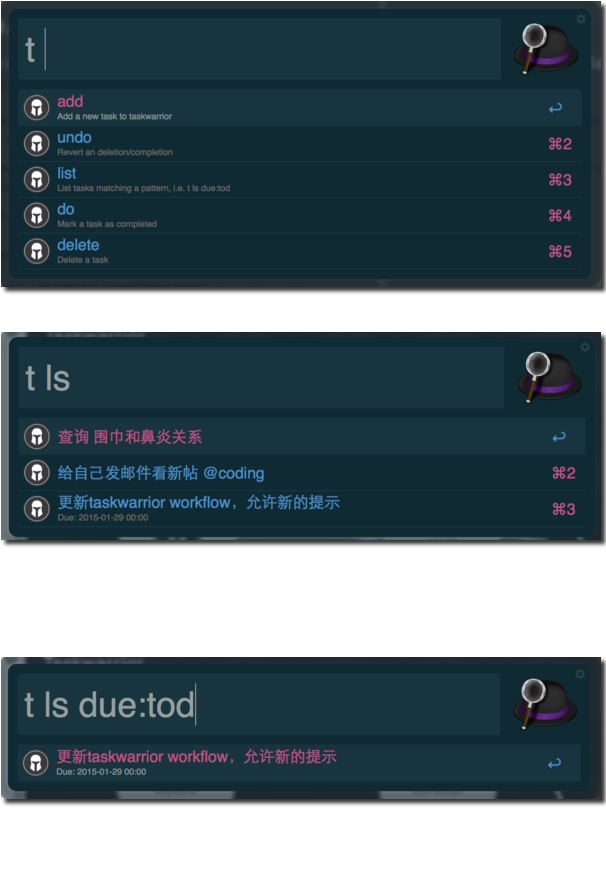 t
add
Add a new task to taskwarrior
undo
Revert an deletion/completion
⌘2
list
List tasks matching a pattern, i.e. t ls due:tod
⌘3
do
Mark a task as completed
⌘4
delete
Delete a task
⌘5
t ls
查询 围巾和鼻炎关系
给自己发邮件看新帖 @coding
⌘2
更新taskwarrior workflow，允许新的提示
Due: 2015-01-29 00:00
⌘3
t ls due:tod
更新taskwarrior workflow，允许新的提示
Due: 2015-01-29 00:00